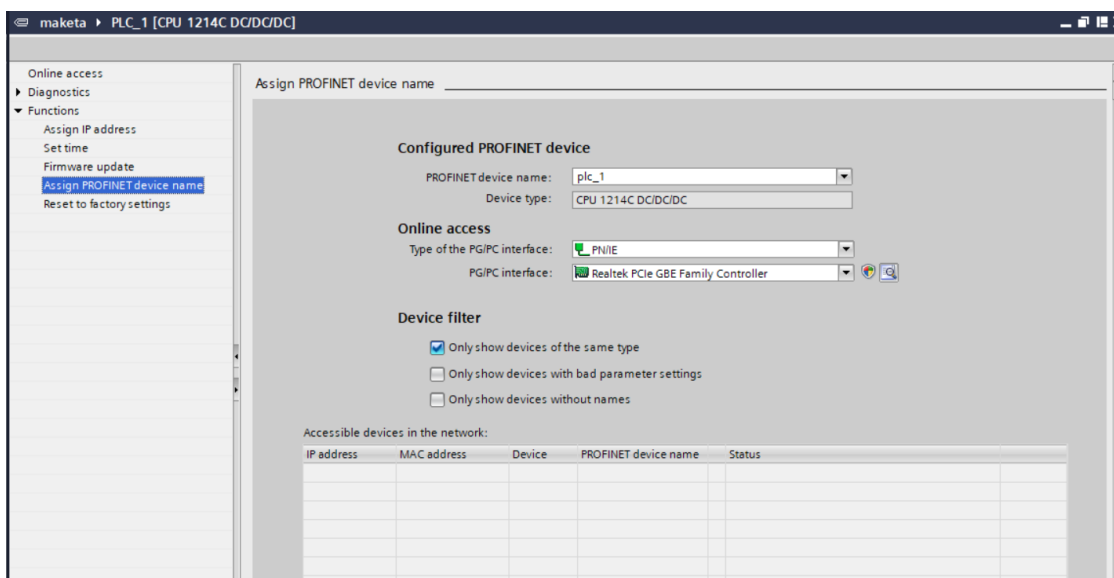 maketa ▸ PLC_1 [CPU 1214C DC/DC/DC]
Online access
Diagnostics
Functions
Assign IP address
Set time
Firmware update
Assign PROFINET device name
Reset to factory settings
Assign PROFINET device name
Configured PROFINET device
PROFINET device name: plc_1
Device type: CPU 1214C DC/DC/DC
Online access
Type of the PG/PC interface: PN/IE
PG/PC interface: Realtek PCIe GBE Family Controller
Device filter
Only show devices of the same type
Only show devices with bad parameter settings
Only show devices without names
Accessible devices in the network:
IP address MAC address Device PROFINET device name Status